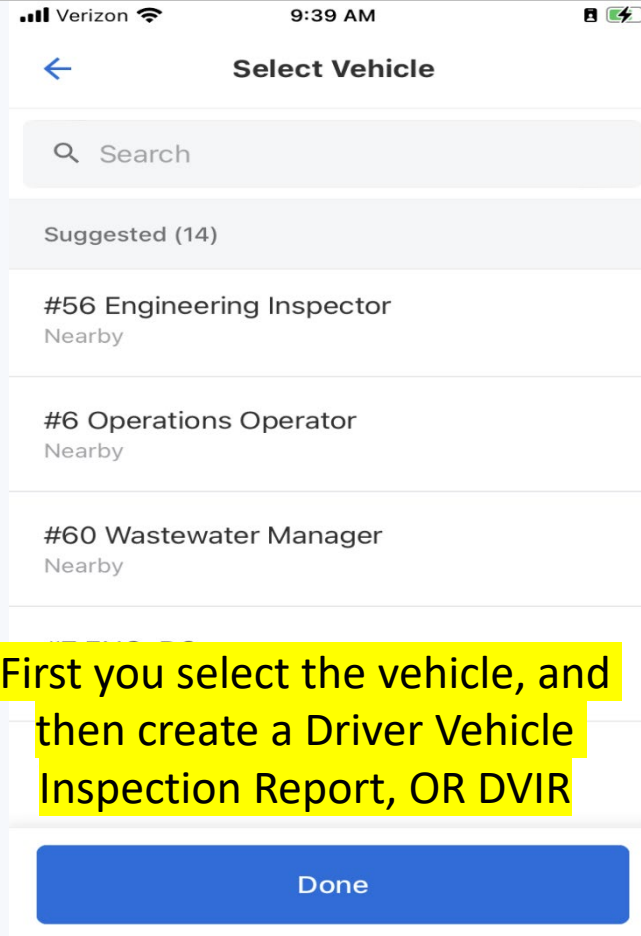 Verizon 9:39 AM
Select Vehicle
Search
Suggested (14)
#56 Engineering Inspector
Nearby
#6 Operations Operator
Nearby
#60 Wastewater Manager
Nearby
First you select the vehicle, and
then create a Driver Vehicle
Inspection Report, OR DVIR
Done